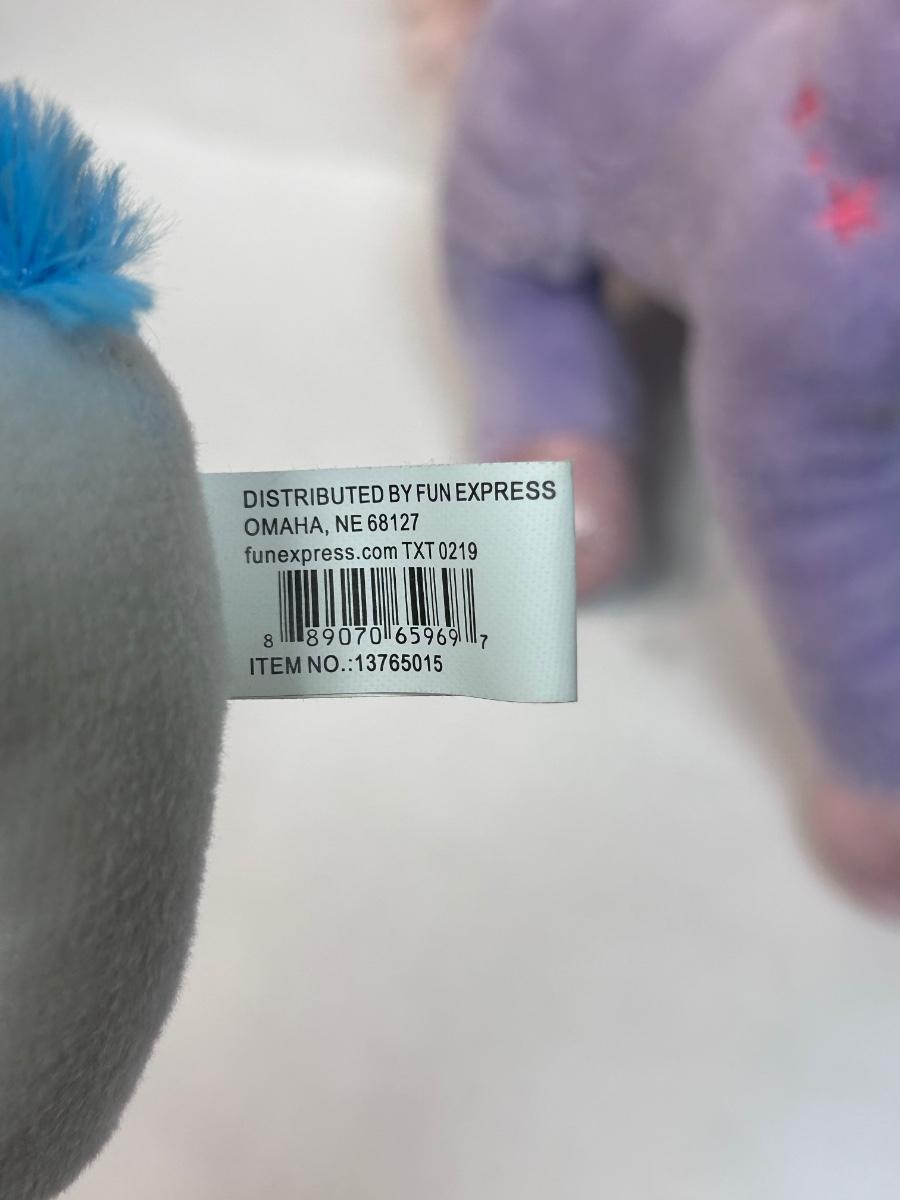 DISTRIBUTED BY FUN EXPRESS
OMAHA, NE 68127
funexpress.com TXT 0219
8 89070 65969 7
ITEM NO.:13765015